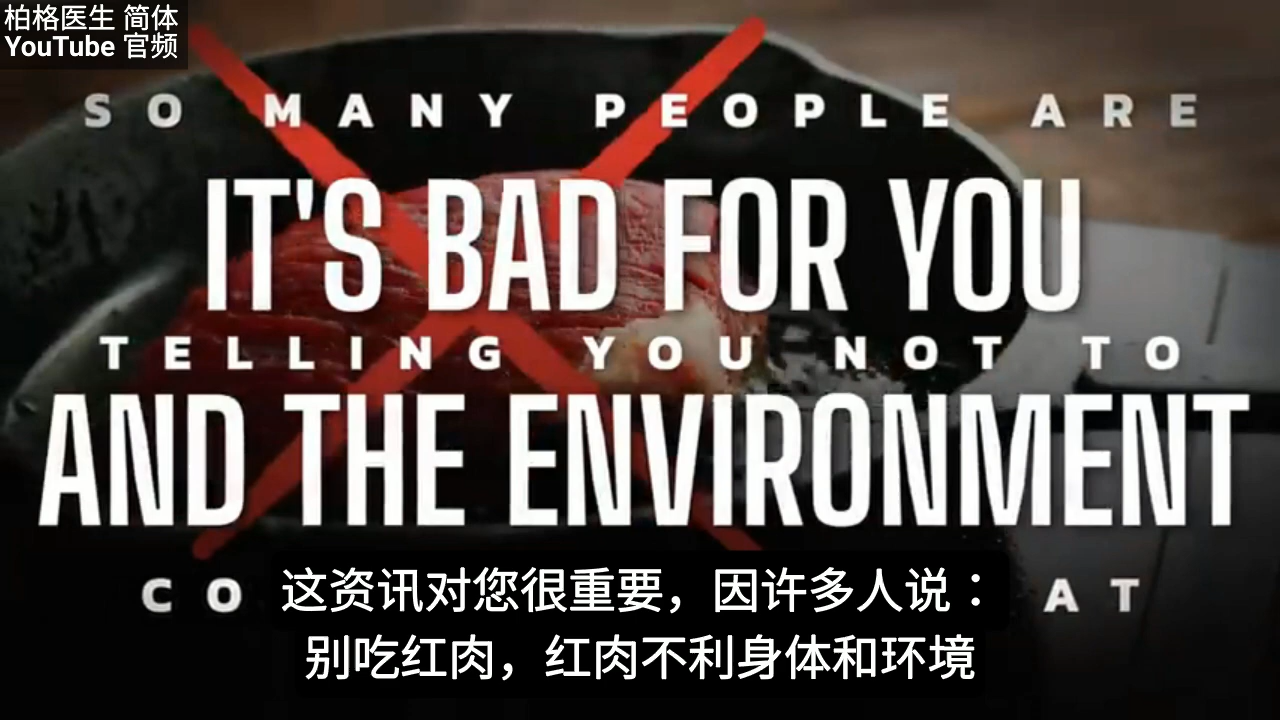 柏格医生 简体
YouTube 官频
SO MANY PEOPLE ARE
IT'S BAD FOR YOU
TELLING YOU NOT TO
AND THE ENVIRONMENT
这资讯对您很重要，因许多人说：
别吃红肉，红肉不利身体和环境